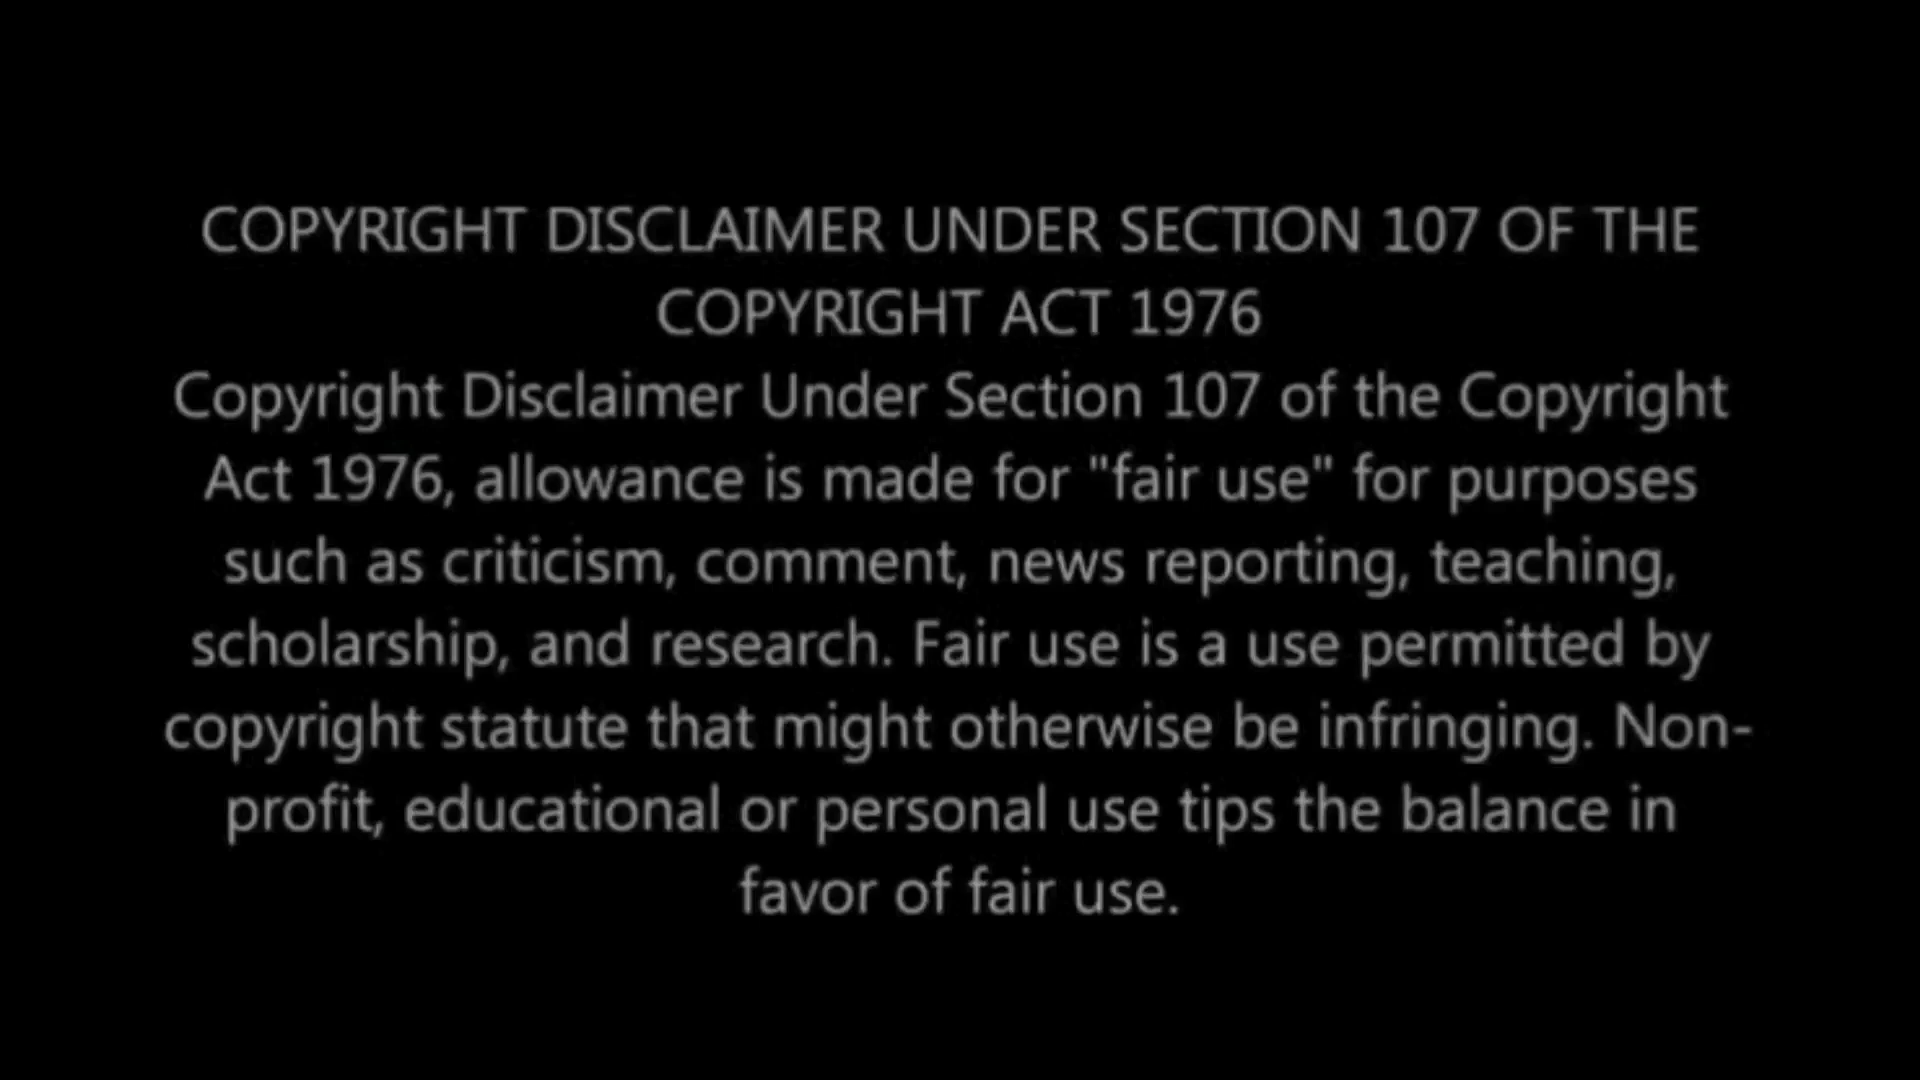 COPYRIGHT DISCLAIMER UNDER SECTION 107 OF THE
COPYRIGHT ACT 1976
Copyright Disclaimer Under Section 107 of the Copyright
Act 1976, allowance is made for "fair use" for purposes
such as criticism, comment, news reporting, teaching,
scholarship, and research. Fair use is a use permitted by
copyright statute that might otherwise be infringing. Non-
profit, educational or personal use tips the balance in
favor of fair use.